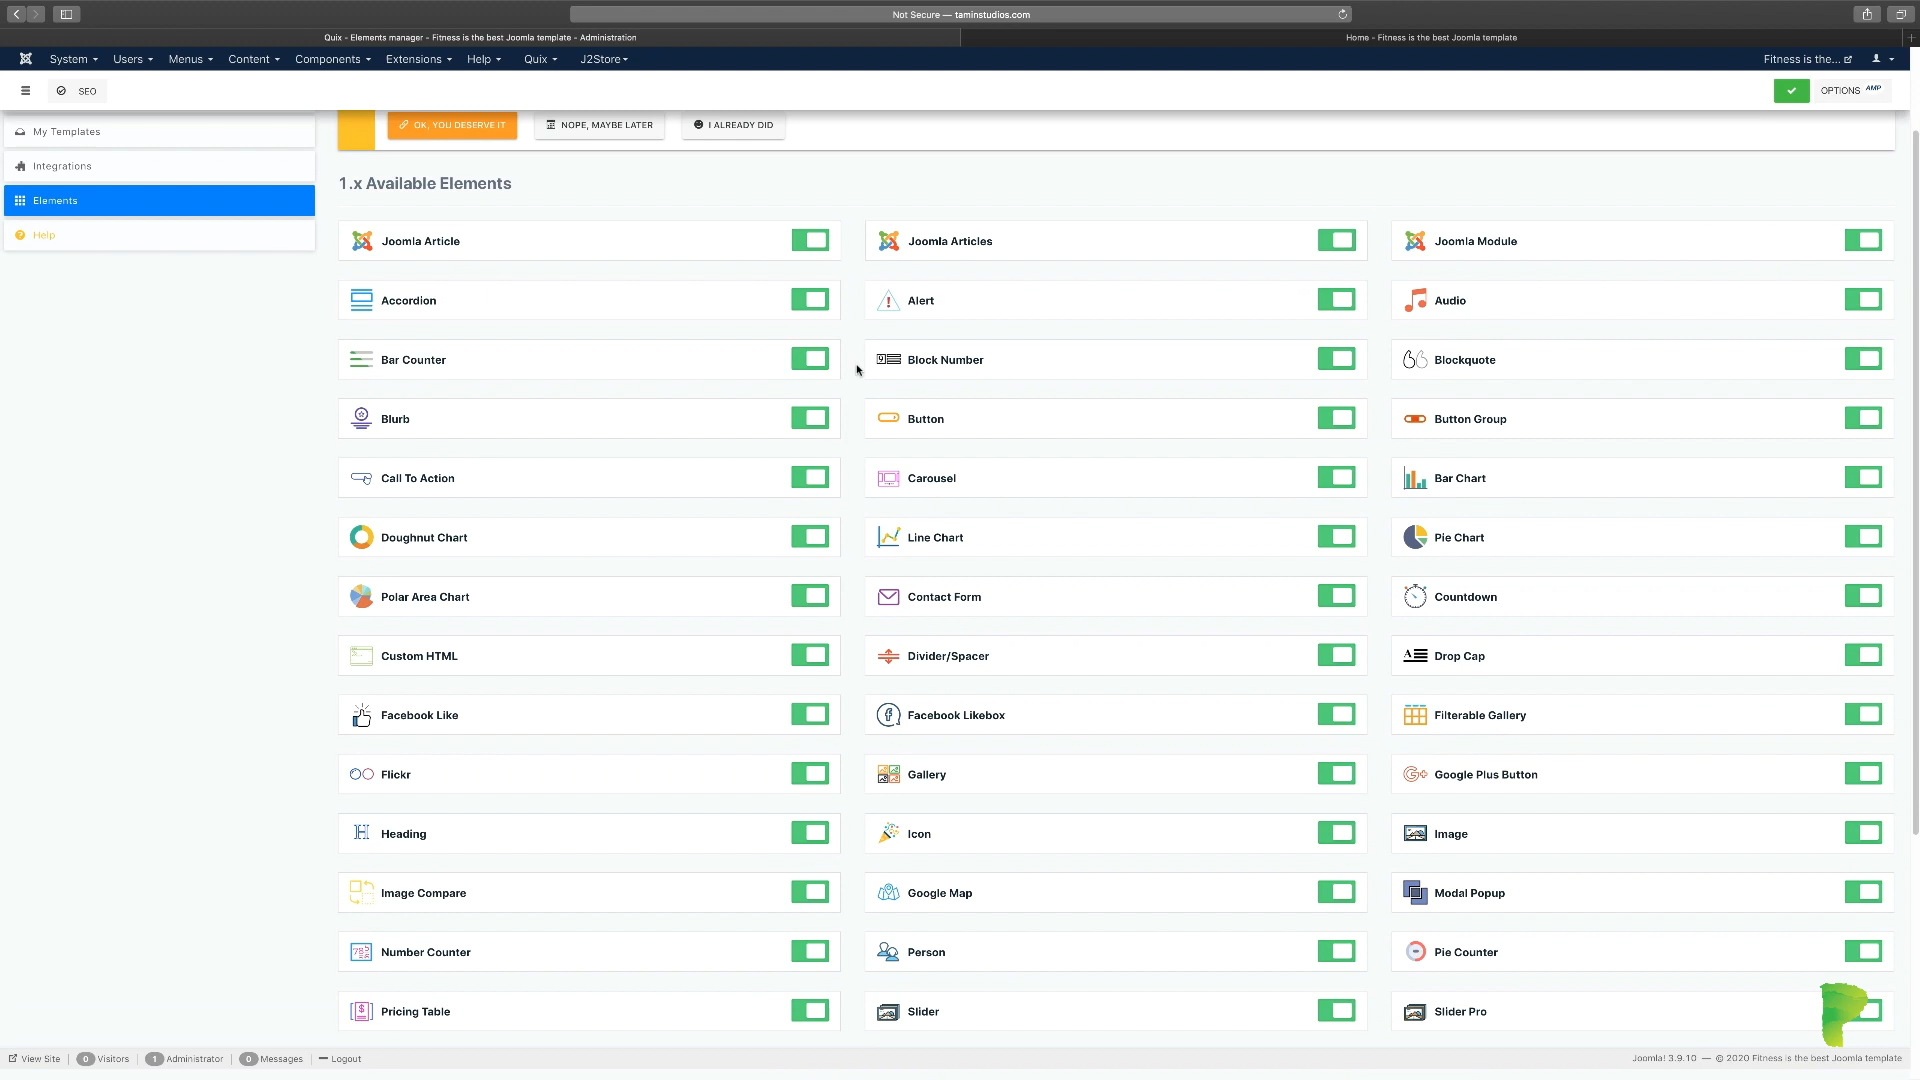 Not Secure — taminstudios.com
Quix - Elements manager - Fitness is the best Joomla template - Administration
Home - Fitness is the best Joomla template
System Users Menus Content Components Extensions Help Quix J2Store Fitness is the...
SEO OPTIONS AMP
My Templates
Integrations
Elements
Help
OK, YOU DESERVE IT NOPE, MAYBE LATER I ALREADY DID
1.x Available Elements
Joomla Article Joomla Articles Joomla Module
Accordion Alert Audio
Bar Counter Block Number Blockquote
Blurb Button Button Group
Call To Action Carousel Bar Chart
Doughnut Chart Line Chart Pie Chart
Polar Area Chart Contact Form Countdown
Custom HTML Divider/Spacer Drop Cap
Facebook Like Facebook Likebox Filterable Gallery
Flickr Gallery Google Plus Button
Heading Icon Image
Image Compare Google Map Modal Popup
Number Counter Person Pie Counter
Pricing Table Slider Slider Pro
View Site 0 Visitors 1 Administrator 0 Messages Logout Joomla! 3.9.10 — © 2020 Fitness is the best Joomla template